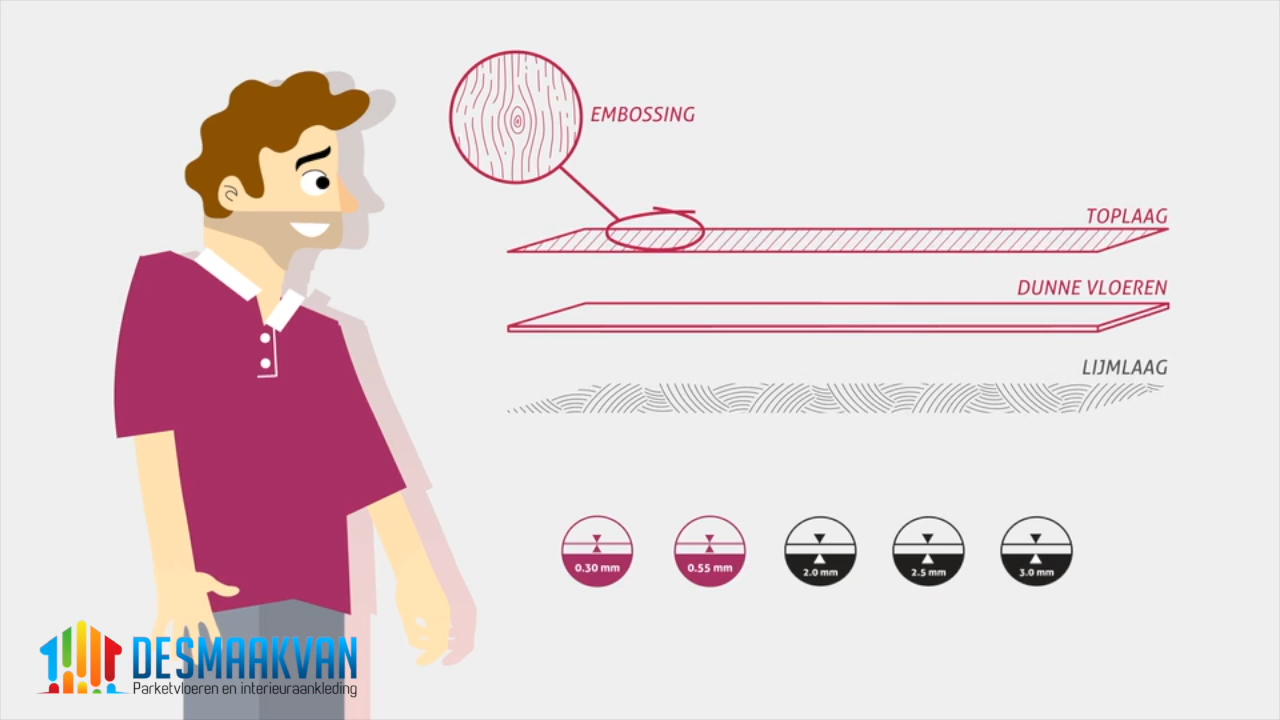 EMBOSSING
TOPLAAG
DUNNE VLOEREN
LIJMLAAG
0.30 mm
0.55 mm
2.0 mm
2.5 mm
3.0 mm
DESMAAKVAN
Parketvloeren en interieuraankleding